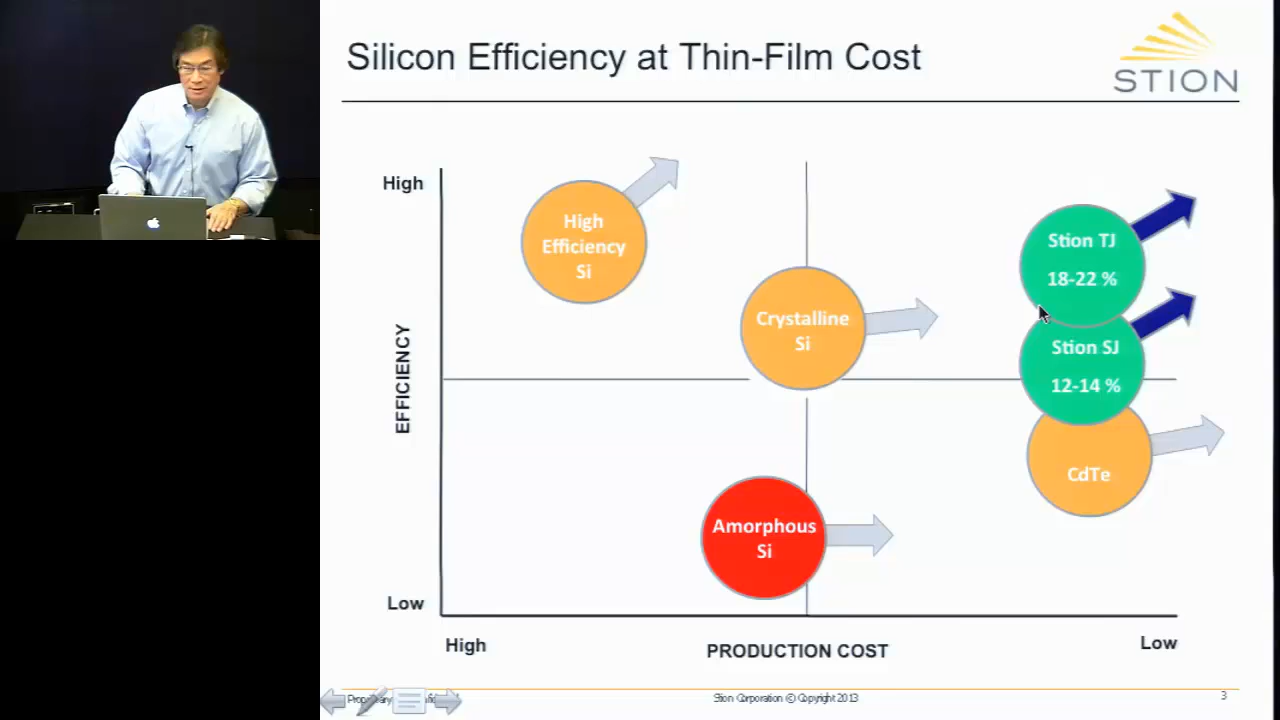 Silicon Efficiency at Thin-Film Cost
STION
High
High
Efficiency
Si
Stion TJ
18-22 %
Crystalline
Si
Stion SJ
12-14 %
EFFICIENCY
CdTe
Amorphous
Si
Low
High
PRODUCTION COST
Low
Stion Corporation © Copyright 2013
3